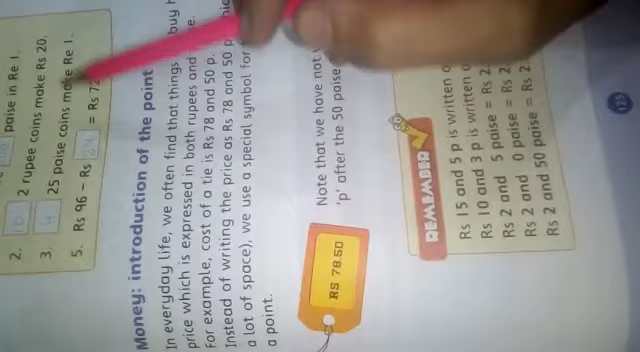 paise in Re 1.
2. 10 2 rupee coins make Rs 20.
3. 4 25 paise coins make Re 1.
5. Rs 96 – Rs = Rs 72
Money: introduction of the point
In everyday life, we often find that things buy
price which is expressed in both rupees and
For example, cost of a tie is Rs 78 and 50 p.
Instead of writing the price as Rs 78 and 50 p
a lot of space), we use a special symbol for
a point.
RS 78.50
Note that we have not
'p' after the 50 paise
REMEMBER
Rs 15 and 5 p is written
Rs 10 and 3 p is written
Rs 2 and 5 paise = Rs 2
Rs 2 and 0 paise = Rs 2
Rs 2 and 50 paise = Rs 2
123